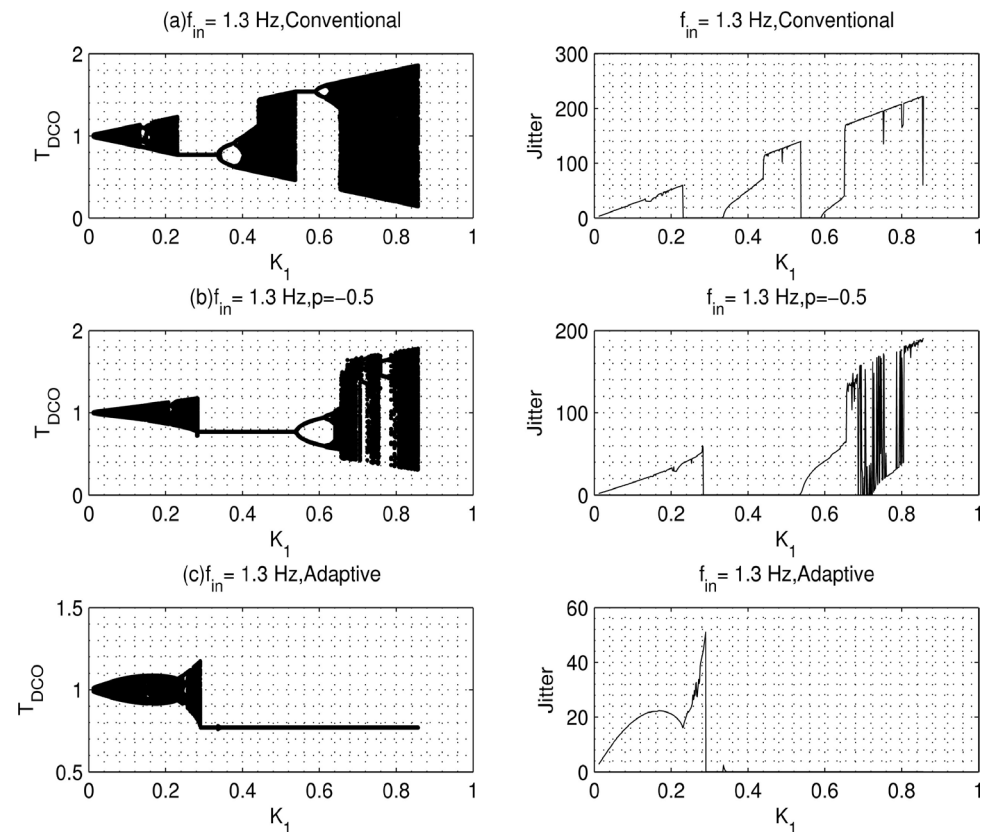 (a)f_in= 1.3 Hz,Conventional
T_DCO
2
1
0
0 0.2 0.4 0.6 0.8 1
K_1
f_in= 1.3 Hz,Conventional
Jitter
300
200
100
0
0 0.2 0.4 0.6 0.8 1
K_1
(b)f_in= 1.3 Hz,p=−0.5
T_DCO
2
1
0
0 0.2 0.4 0.6 0.8 1
K_1
f_in= 1.3 Hz,p=−0.5
Jitter
200
100
0
0 0.2 0.4 0.6 0.8 1
K_1
(c)f_in= 1.3 Hz,Adaptive
T_DCO
1.5
1
0.5
0 0.2 0.4 0.6 0.8 1
K_1
f_in= 1.3 Hz,Adaptive
Jitter
60
40
20
0
0 0.2 0.4 0.6 0.8 1
K_1